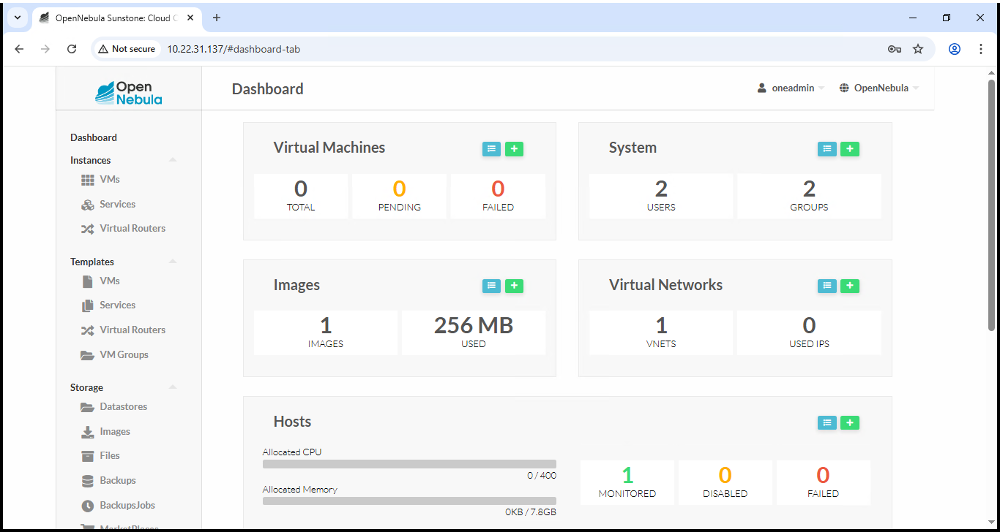 OpenNebula Sunstone: Cloud C
Not secure 10.22.31.137/#dashboard-tab
Open
Nebula
Dashboard
oneadmin
OpenNebula
Dashboard
Instances
VMs
Services
Virtual Routers
Templates
VMs
Services
Virtual Routers
VM Groups
Storage
Datastores
Images
Files
Backups
BackupsJobs
MarketPlaces
Virtual Machines
0
TOTAL
0
PENDING
0
FAILED
System
2
USERS
2
GROUPS
Images
1
IMAGES
256 MB
USED
Virtual Networks
1
VNETS
0
USED IPS
Hosts
Allocated CPU
0 / 400
Allocated Memory
0KB / 7.8GB
1
MONITORED
0
DISABLED
0
FAILED